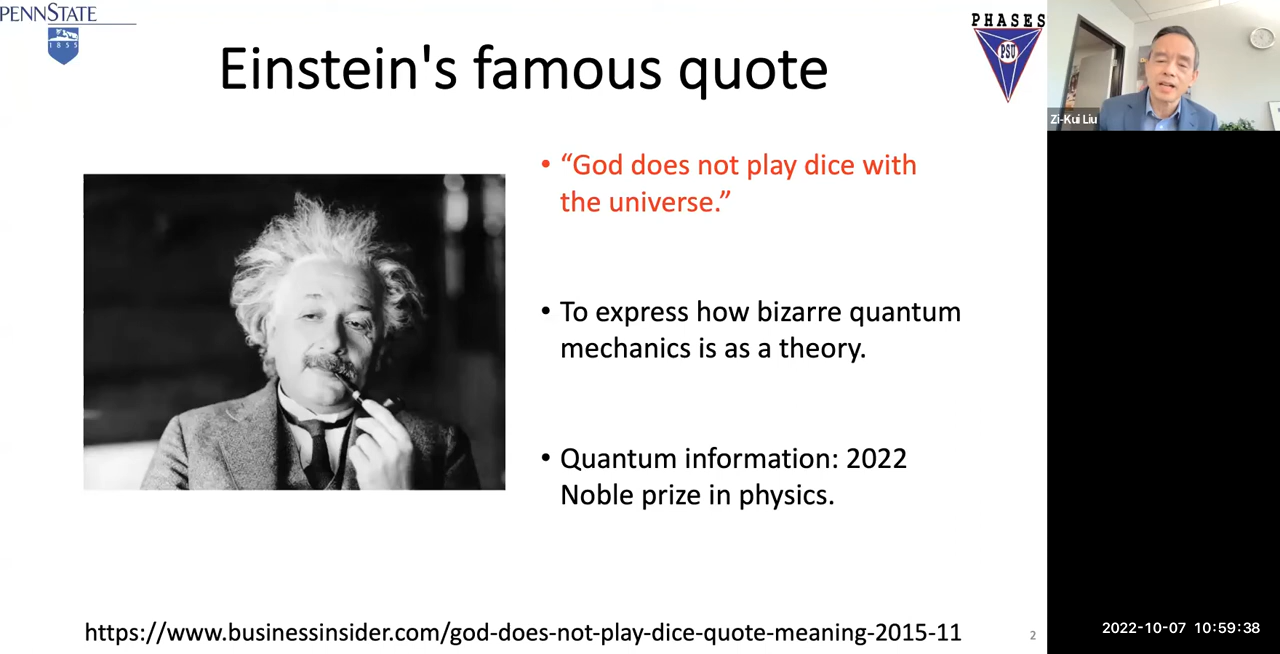 PENNSTATE
1855
Einstein's famous quote
PHASES
PSU
Zi-Kui Liu
• “God does not play dice with
the universe.”
• To express how bizarre quantum
mechanics is as a theory.
• Quantum information: 2022
Noble prize in physics.
https://www.businessinsider.com/god-does-not-play-dice-quote-meaning-2015-11
2
2022-10-07 10:59:38